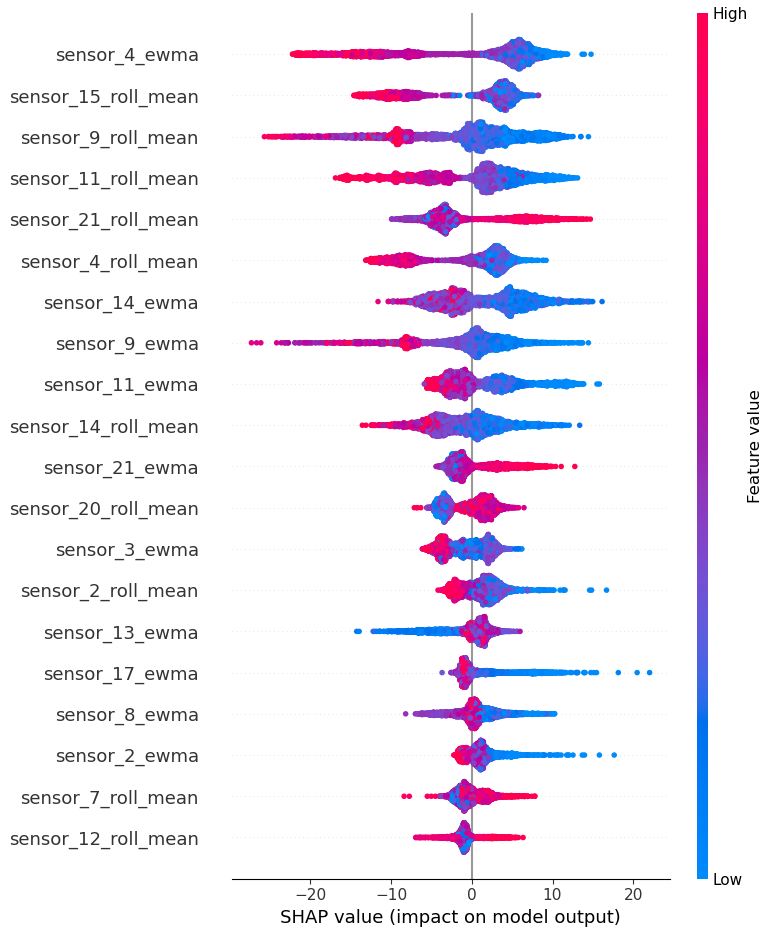 High
sensor_4_ewma
sensor_15_roll_mean
sensor_9_roll_mean
sensor_11_roll_mean
sensor_21_roll_mean
sensor_4_roll_mean
sensor_14_ewma
sensor_9_ewma
sensor_11_ewma
sensor_14_roll_mean
sensor_21_ewma
sensor_20_roll_mean
sensor_3_ewma
sensor_2_roll_mean
sensor_13_ewma
sensor_17_ewma
sensor_8_ewma
sensor_2_ewma
sensor_7_roll_mean
sensor_12_roll_mean
Feature value
Low
−20 −10 0 10 20
SHAP value (impact on model output)